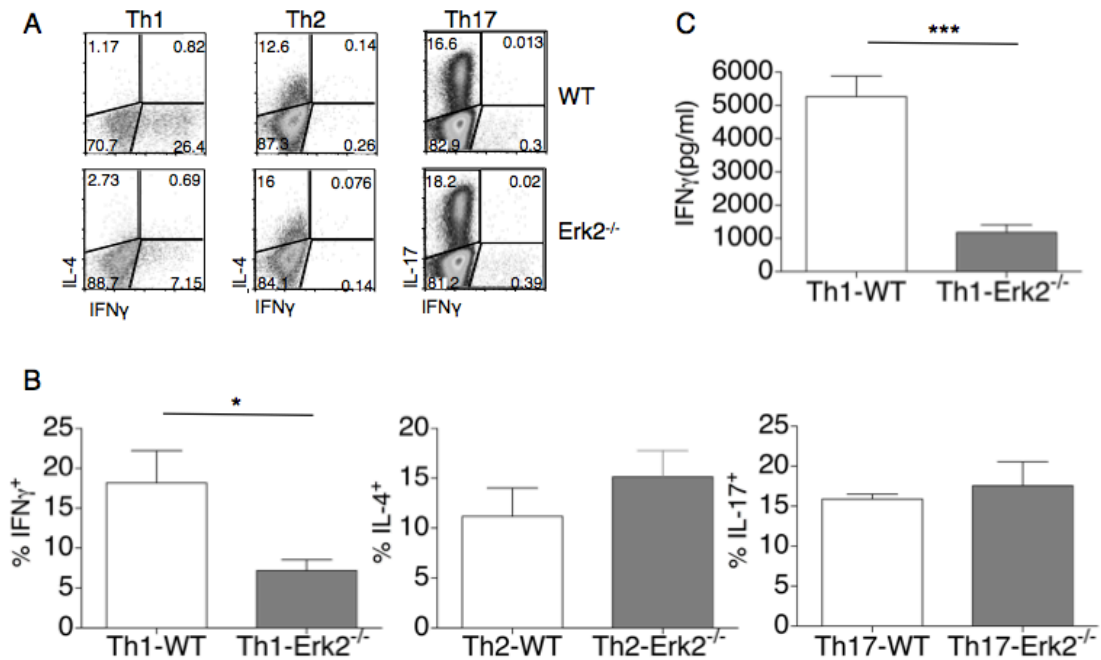 A
Th1 Th2 Th17
1.17 0.82 12.6 0.14 16.6 0.013
WT
70.7 26.4 87.3 0.26 82.9 0.3
2.73 0.69 16 0.076 18.2 0.02
Erk2-/-
IL-4 IL-4 IL-17
88.7 7.15 84.1 0.14 81.2 0.39
IFNγ IFNγ IFNγ
C
***
IFNγ(pg/ml)
6000
5000
4000
3000
2000
1000
0
Th1-WT Th1-Erk2-/-
B
*
% IFNγ+
25
20
15
10
5
0
Th1-WT Th1-Erk2-/-
% IL-4+
20
15
10
5
0
Th2-WT Th2-Erk2-/-
% IL-17+
25
20
15
10
5
0
Th17-WT Th17-Erk2-/-